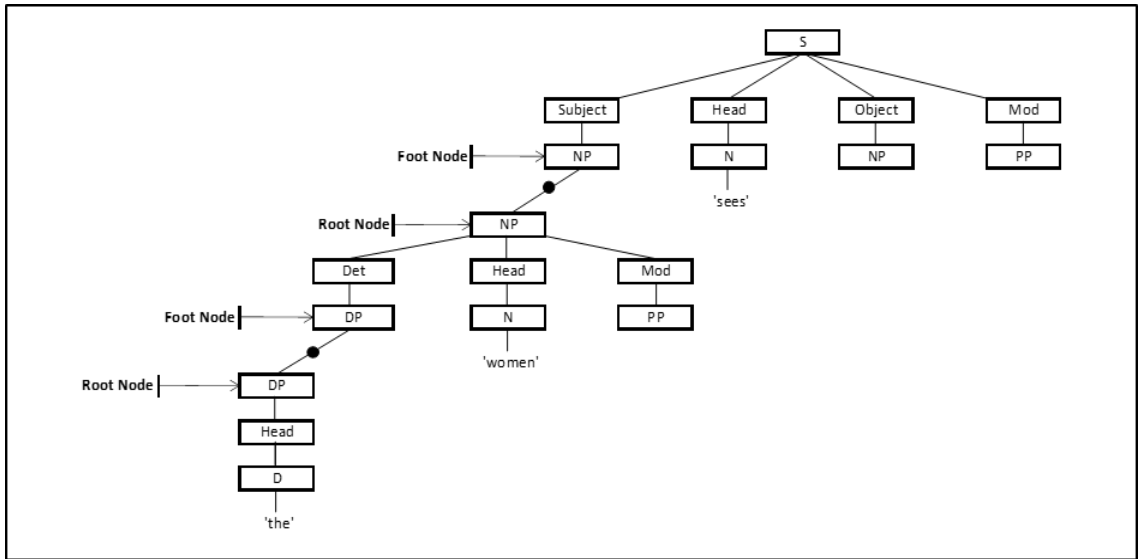 S
Subject Head Object Mod
Foot Node NP N NP PP
'sees'
Root Node NP
Det Head Mod
Foot Node DP N PP
'women'
Root Node DP
Head
D
'the'